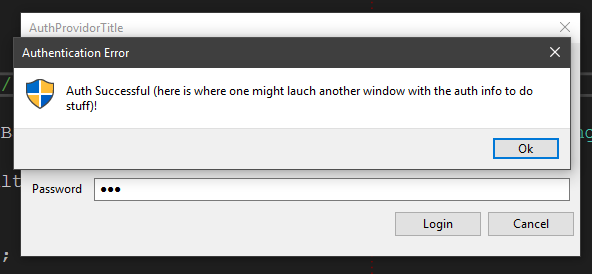 AuthProvidorTitle
Authentication Error
Auth Successful (here is where one might lauch another window with the auth info to do
stuff)!
Ok
Password
Login
Cancel